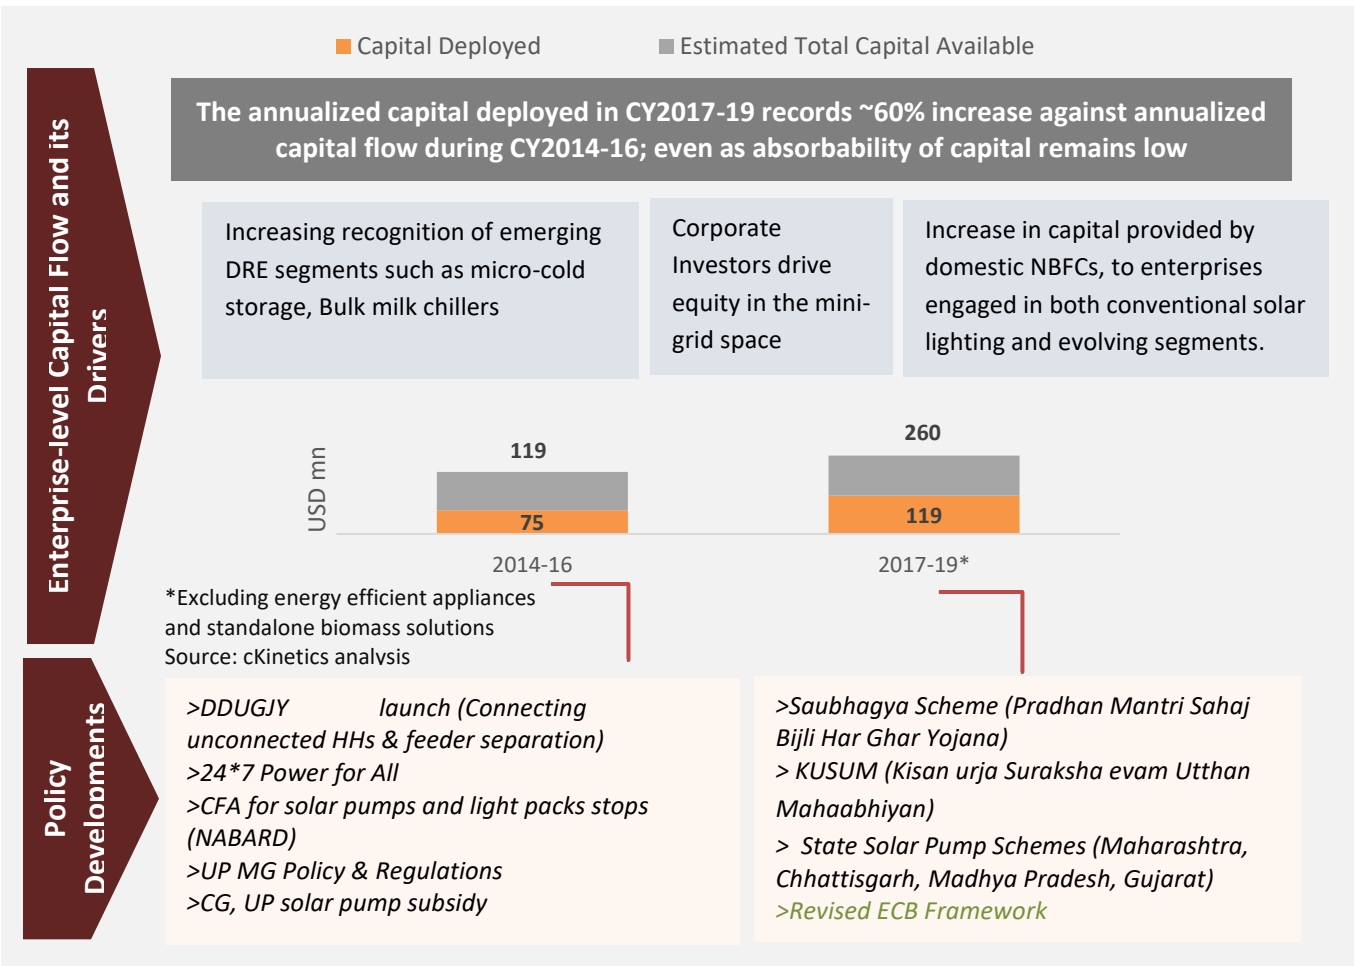 Capital Deployed
Estimated Total Capital Available
Enterprise-level Capital Flow and its
Drivers
The annualized capital deployed in CY2017-19 records ~60% increase against annualized
capital flow during CY2014-16; even as absorbability of capital remains low
Increasing recognition of emerging
DRE segments such as micro-cold
storage, Bulk milk chillers
Corporate
Investors drive
equity in the mini-
grid space
Increase in capital provided by
domestic NBFCs, to enterprises
engaged in both conventional solar
lighting and evolving segments.
USD mn
119
75
260
119
2014-16
2017-19*
*Excluding energy efficient appliances
and standalone biomass solutions
Source: cKinetics analysis
Policy
Developments
>DDUGJY launch (Connecting
unconnected HHs & feeder separation)
>24*7 Power for All
>CFA for solar pumps and light packs stops
(NABARD)
>UP MG Policy & Regulations
>CG, UP solar pump subsidy
>Saubhagya Scheme (Pradhan Mantri Sahaj
Bijli Har Ghar Yojana)
> KUSUM (Kisan urja Suraksha evam Utthan
Mahaabhiyan)
> State Solar Pump Schemes (Maharashtra,
Chhattisgarh, Madhya Pradesh, Gujarat)
>Revised ECB Framework